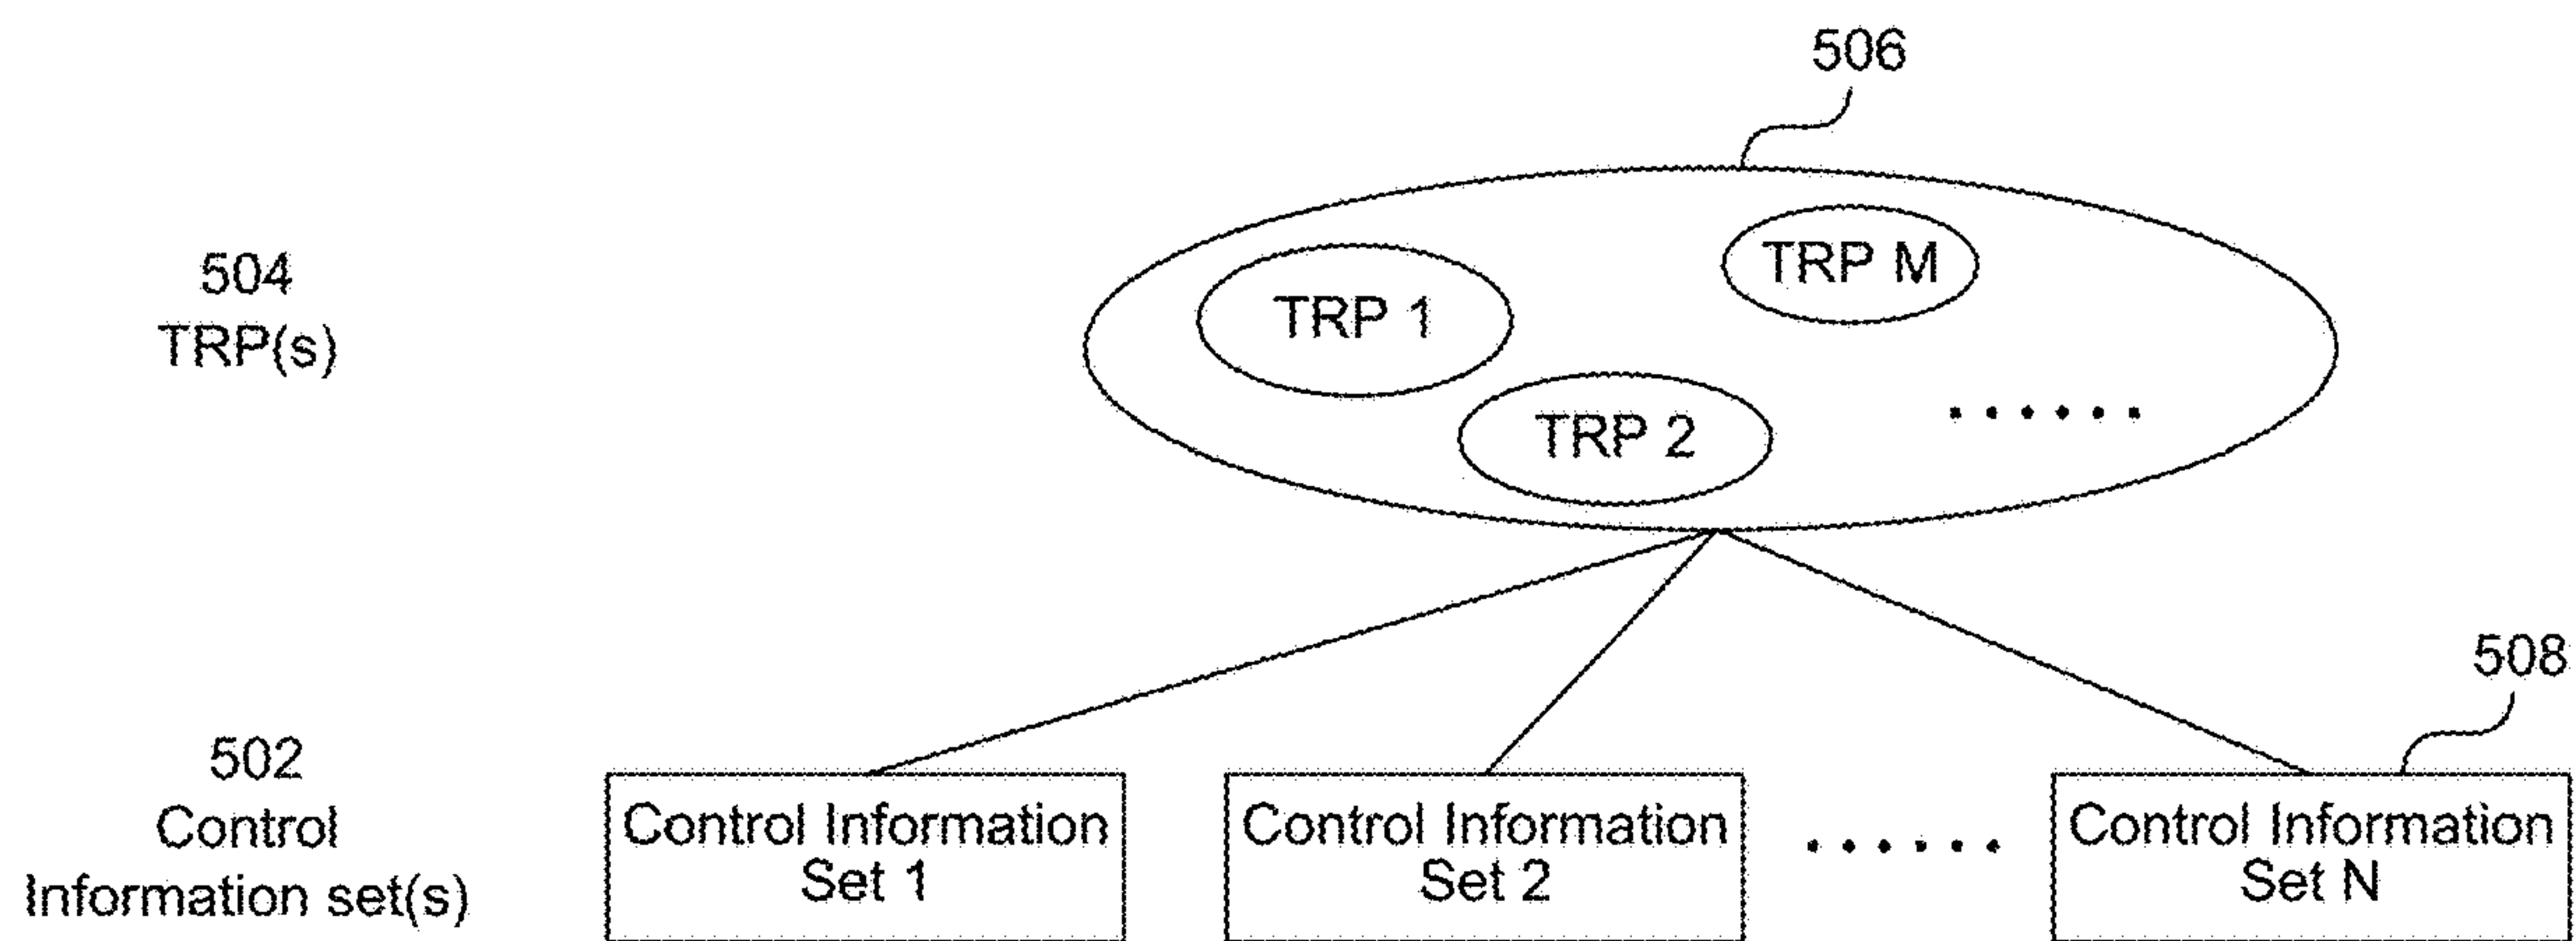 506
504
TRP(s)
TRP M
TRP 1
TRP 2
......
508
502
Control
Information set(s)
Control Information
Set 1
Control Information
Set 2
......
Control Information
Set N